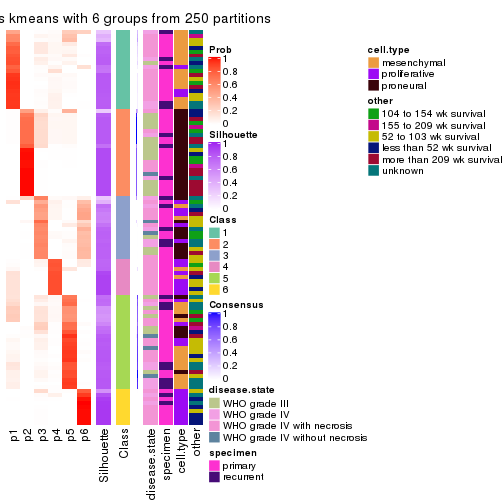 s kmeans with 6 groups from 250 partitions
Prob
1
0.8
0.6
0.4
0.2
0
Silhouette
1
0.8
0.6
0.4
0.2
0
Class
1
2
3
4
5
6
Consensus
1
0.8
0.6
0.4
0.2
0
disease.state
WHO grade III
WHO grade IV
WHO grade IV with necrosis
WHO grade IV without necrosis
specimen
primary
recurrent
cell.type
mesenchymal
proliferative
proneural
other
104 to 154 wk survival
155 to 209 wk survival
52 to 103 wk survival
less than 52 wk survival
more than 209 wk survival
unknown
p1
p2
p3
p4
p5
p6
Silhouette
Class
disease.state
specimen
cell.type
other